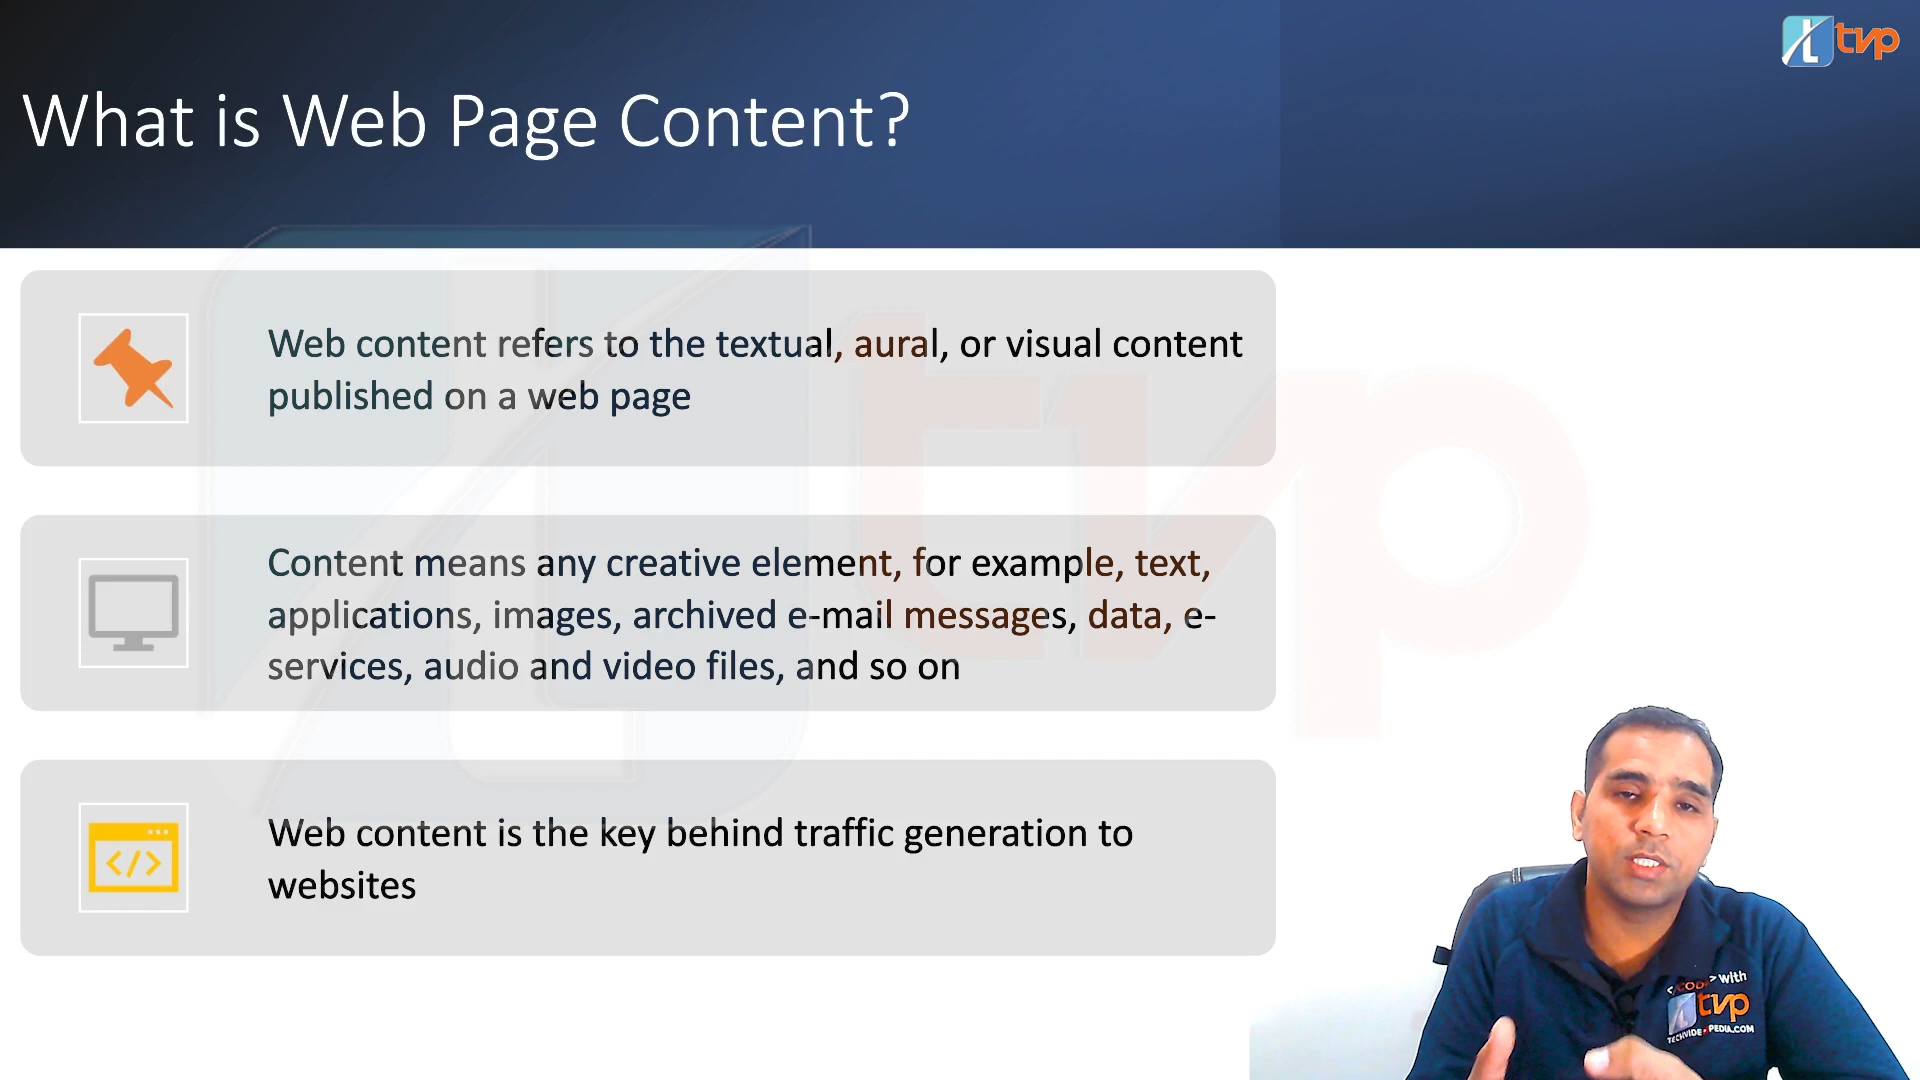 tvp
What is Web Page Content?
Web content refers to the textual, aural, or visual content
published on a web page
Content means any creative element, for example, text,
applications, images, archived e-mail messages, data, e-
services, audio and video files, and so on
</>
Web content is the key behind traffic generation to
websites
tvp
</CODE> with
tvp